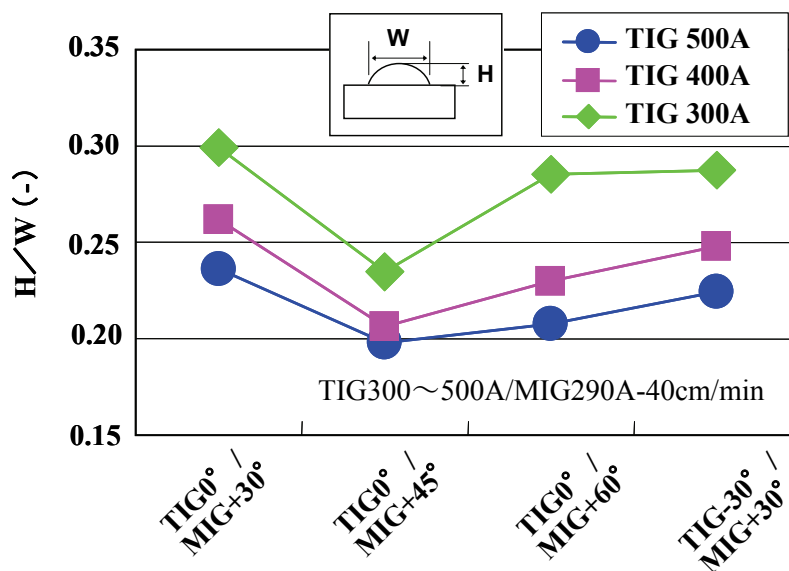 0.35
0.30
0.25
0.20
0.15
H／W (-)
W
H
TIG 500A
TIG 400A
TIG 300A
TIG300～500A/MIG290A-40cm/min
TIG0° /
MIG+30°
TIG0° /
MIG+45°
TIG0° /
MIG+60°
TIG-30° /
MIG+30°